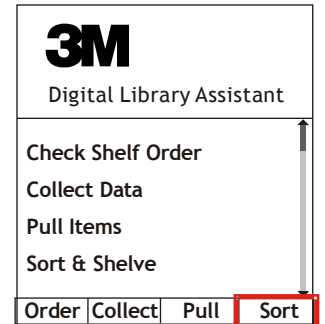 3M
Digital Library Assistant
Check Shelf Order
Collect Data
Pull Items
Sort & Shelve
Order Collect Pull Sort